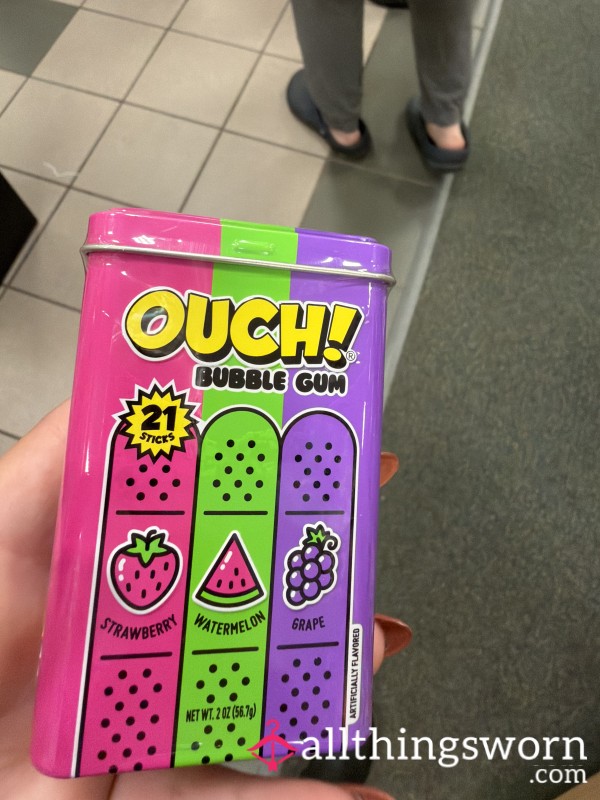 OUCH!®
BUBBLE GUM
21
STICKS
STRAWBERRY
WATERMELON
GRAPE
ARTIFICIALLY FLAVORED
NET WT. 2 OZ (56.7g)
allthingsworn
.com